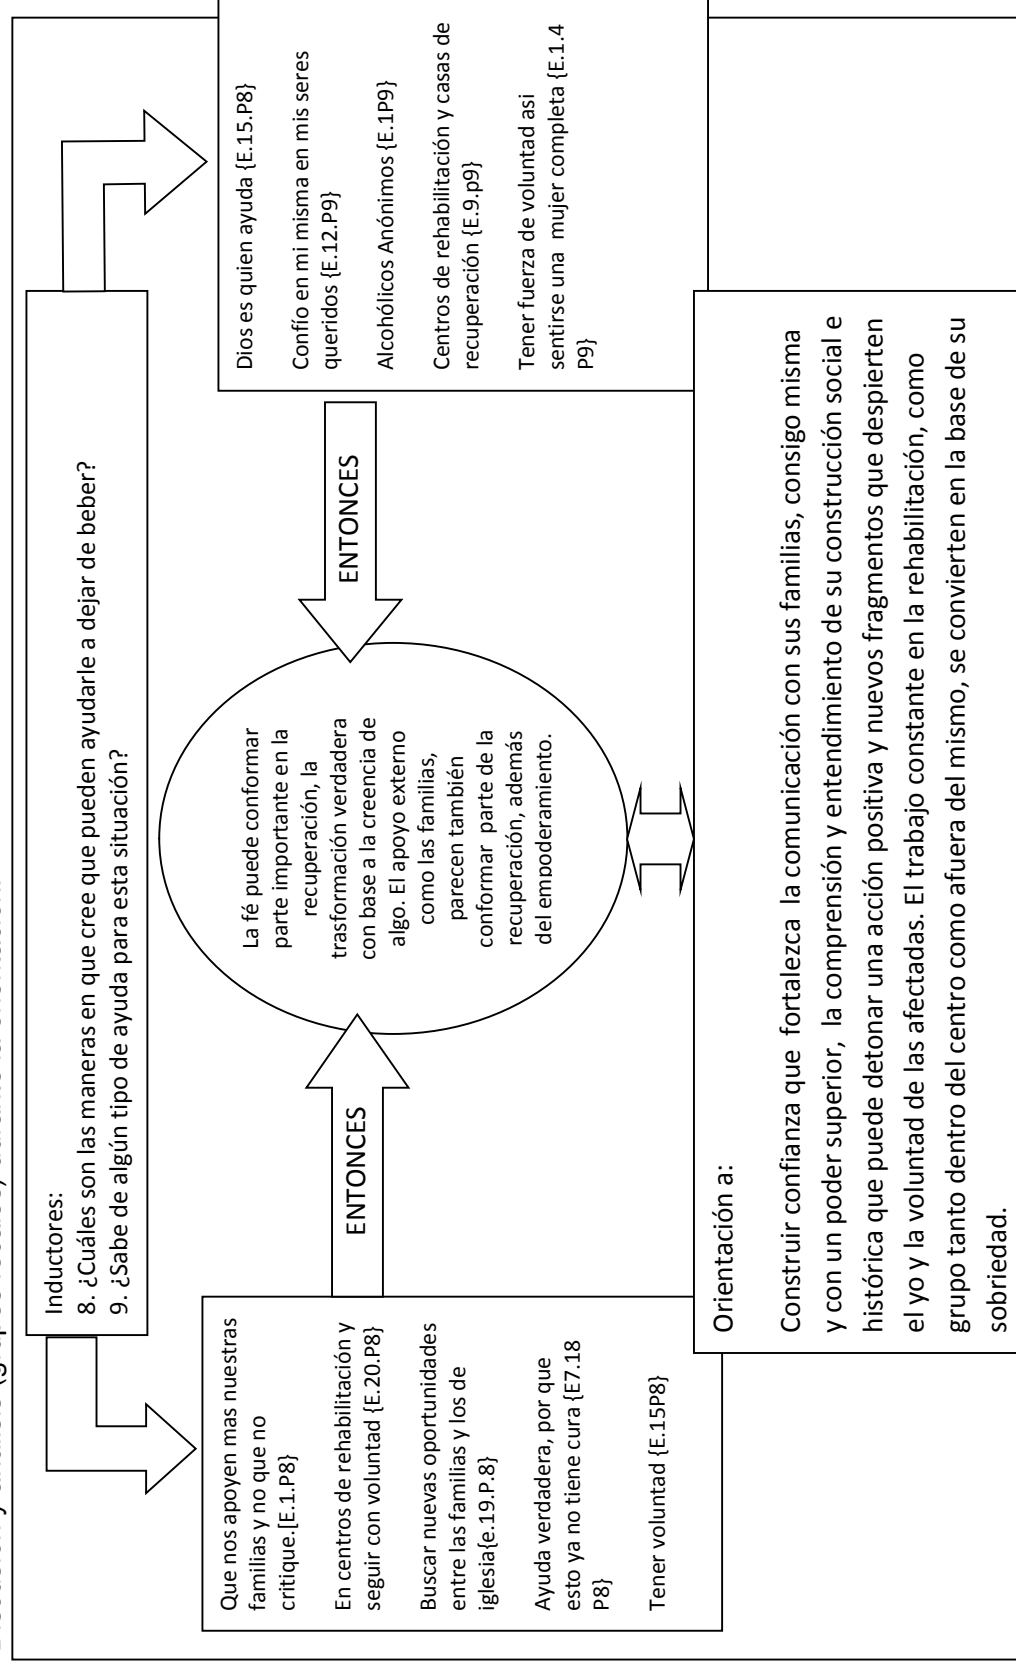 Inductores:
8. ¿Cuáles son las maneras en que cree que pueden ayudarle a dejar de beber?
9. ¿Sabe de algún tipo de ayuda para esta situación?
Que nos apoyen mas nuestras
familias y no que no
critique.[E.1.P8}
En centros de rehabilitación y
seguir con voluntad {E.20.P8}
Buscar nuevas oportunidades
entre las familias y los de
iglesia{e.19.P.8}
Ayuda verdadera, por que
esto ya no tiene cura {E7.18
P8}
Tener voluntad {E.15P8}
ENTONCES
La fé puede conformar
parte importante en la
recuperación, la
trasformación verdadera
con base a la creencia de
algo. El apoyo externo
como las familias,
parecen también
conformar parte de la
recuperación, además
del empoderamiento.
ENTONCES
Dios es quien ayuda {E.15.P8}
Confío en mi misma en mis seres
queridos {E.12.P9}
Alcohólicos Anónimos {E.1P9}
Centros de rehabilitación y casas de
recuperación {E.9.p9}
Tener fuerza de voluntad asi
sentirse una mujer completa {E.1.4
P9}
Orientación a:
Construir confianza que fortalezca la comunicación con sus familias, consigo misma
y con un poder superior, la comprensión y entendimiento de su construcción social e
histórica que puede detonar una acción positiva y nuevos fragmentos que despierten
el yo y la voluntad de las afectadas. El trabajo constante en la rehabilitación, como
grupo tanto dentro del centro como afuera del mismo, se convierten en la base de su
sobriedad.